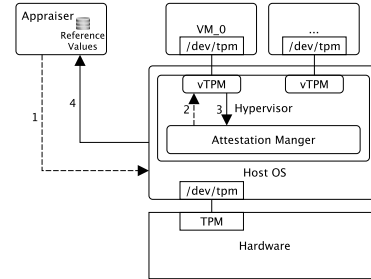 Appraiser
Reference
Values
VM_0
/dev/tpm
...
/dev/tpm
vTPM
vTPM
1
4
2
3
Hypervisor
Attestation Manger
Host OS
/dev/tpm
TPM
Hardware